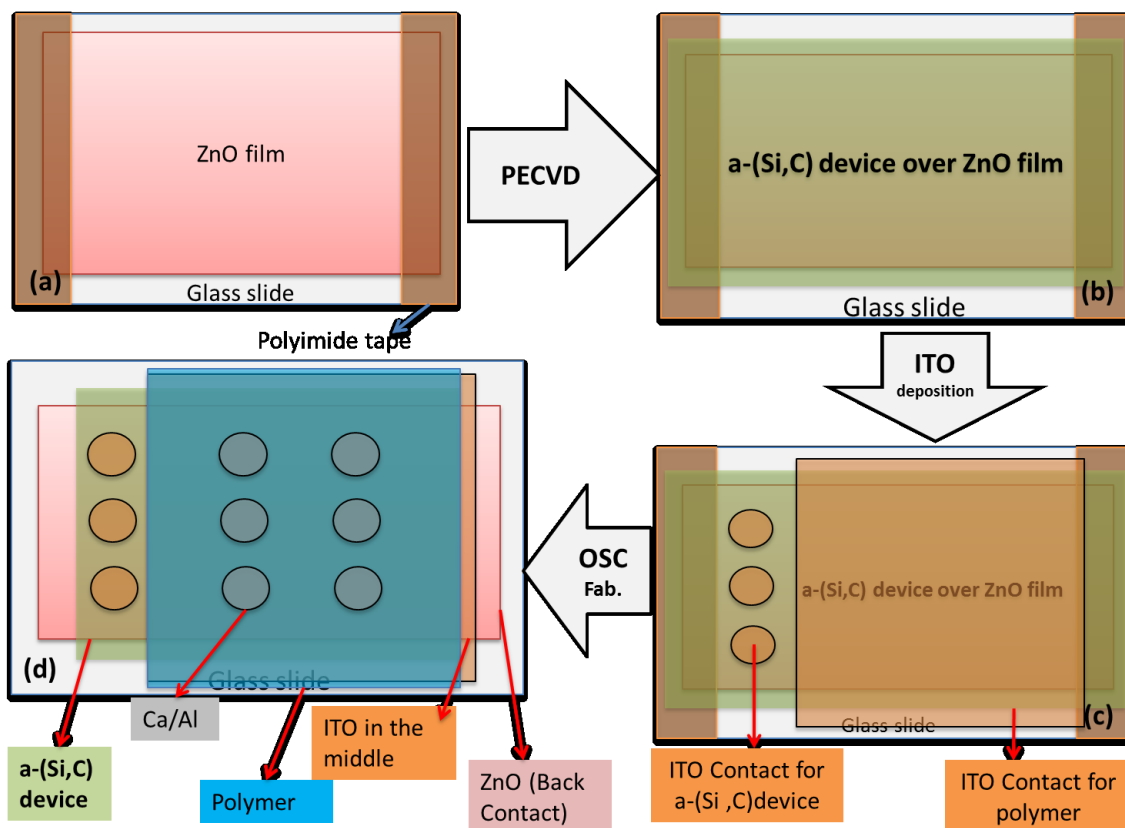 ZnO film
(a)
Glass slide
Polyimide tape
PECVD
a-(Si,C) device over ZnO film
(b)
Glass slide
ITO
deposition
a-(Si,C) device over ZnO film
(c)
Glass slide
ITO Contact for
a-(Si ,C)device
ITO Contact for
polymer
OSC
Fab.
(d)
Glass slide
Ca/Al
a-(Si,C)
device
Polymer
ITO in the
middle
ZnO (Back
Contact)